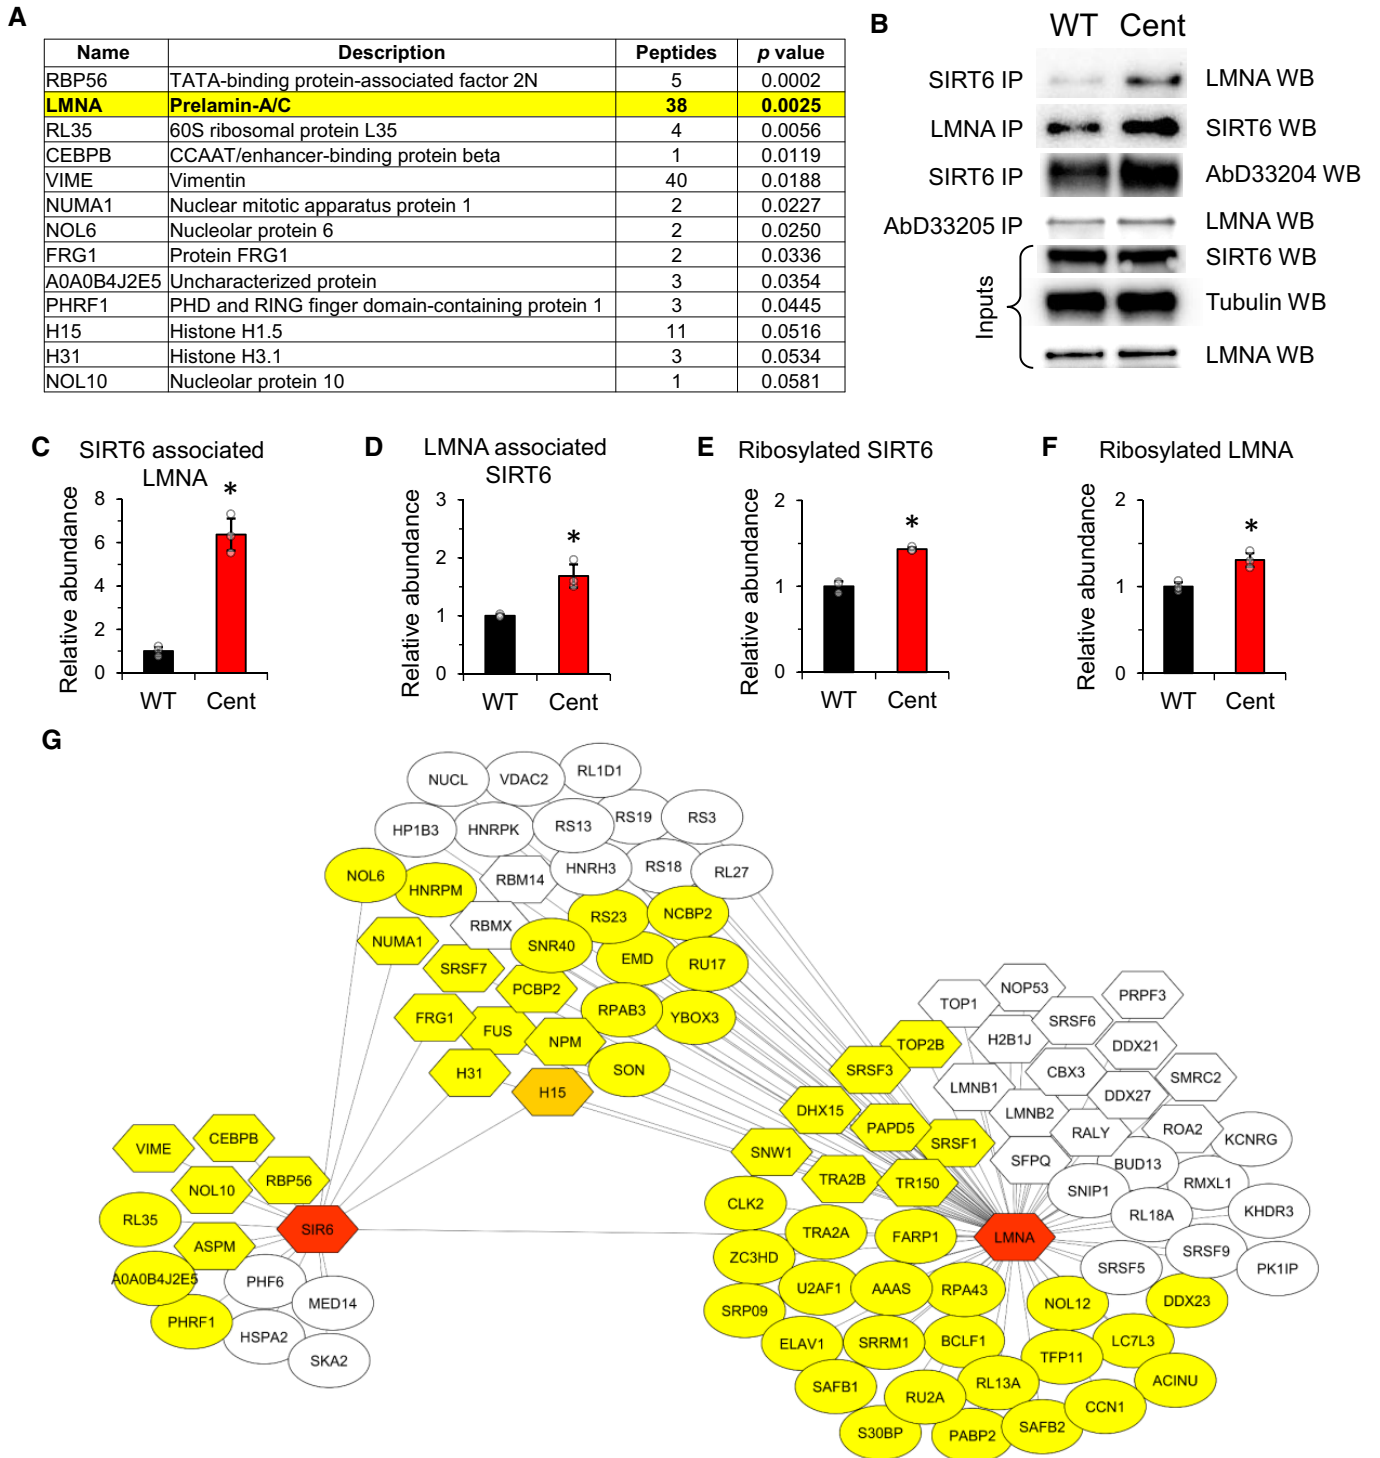 A
Name Description Peptides p value
RBP56 TATA-binding protein-associated factor 2N 5 0.0002
LMNA Prelamin-A/C 38 0.0025
RL35 60S ribosomal protein L35 4 0.0056
CEBPB CCAAT/enhancer-binding protein beta 1 0.0119
VIME Vimentin 40 0.0188
NUMA1 Nuclear mitotic apparatus protein 1 2 0.0227
NOL6 Nucleolar protein 6 2 0.0250
FRG1 Protein FRG1 2 0.0336
A0A0B4J2E5 Uncharacterized protein 3 0.0354
PHRF1 PHD and RING finger domain-containing protein 1 3 0.0445
H15 Histone H1.5 11 0.0516
H31 Histone H3.1 3 0.0534
NOL10 Nucleolar protein 10 1 0.0581
B
WT Cent
SIRT6 IP LMNA WB
LMNA IP SIRT6 WB
SIRT6 IP AbD33204 WB
AbD33205 IP LMNA WB
Inputs
SIRT6 WB
Tubulin WB
LMNA WB
C
SIRT6 associated
LMNA
*
Relative abundance
8
6
4
2
0
WT Cent
D
LMNA associated
SIRT6
*
Relative abundance
3
2
1
0
WT Cent
E
Ribosylated SIRT6
*
Relative abundance
2
1
0
WT Cent
F
Ribosylated LMNA
*
Relative abundance
2
1
0
WT Cent
G
NUCL VDAC2 RL1D1
HP1B3 HNRPK RS13 RS19 RS3
RBM14 HNRH3 RS18 RL27
NOL6 HNRPM
RBMX RS23 NCBP2
NUMA1 SNR40
SRSF7 EMD RU17
PCBP2
FRG1 FUS RPAB3 YBOX3
NPM
H31 SON
H15
VIME CEBPB
NOL10 RBP56
RL35 SIR6
ASPM
A0A0B4J2E5 PHF6
PHRF1 MED14
HSPA2
SKA2
TOP1 NOP53 PRPF3
SRSF6
TOP2B H2B1J DDX21
SRSF3 CBX3 SMRC2
LMNB1 DDX27
DHX15 LMNB2
PAPD5 SRSF1 RALY ROA2 KCNRG
SNW1 SFPQ BUD13
TRA2B TR150 SNIP1 RMXL1
CLK2 RL18A KHDR3
TRA2A FARP1 LMNA
ZC3HD SRSF5 SRSF9 PK1IP
U2AF1 AAAS RPA43 NOL12 DDX23
SRP09
ELAV1 SRRM1 BCLF1 TFP11 LC7L3
SAFB1 RU2A RL13A ACINU
CCN1
S30BP PABP2 SAFB2